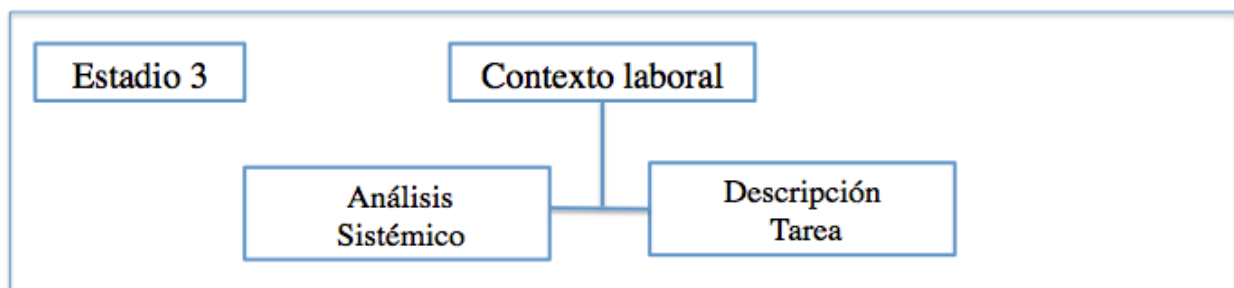 Estadio 3
Contexto laboral
Análisis
Sistémico
Descripción
Tarea